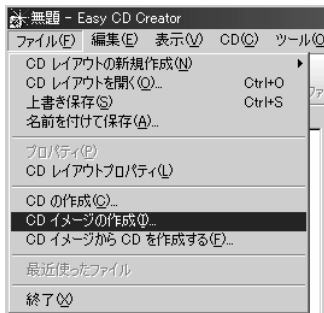 無題 - Easy CD Creator
ファイル(F) 編集(E) 表示(V) CD(C) ツール(O
CD レイアウトの新規作成(N)
CD レイアウトを開く(O)... Ctrl+O
上書き保存(S) Ctrl+S
名前を付けて保存(A)...
プロパティ(P)
CD レイアウトプロパティ(L)
CD の作成(C)...
CD イメージの作成(I)...
CD イメージから CD を作成する(F)...
最近使ったファイル
終了(X)